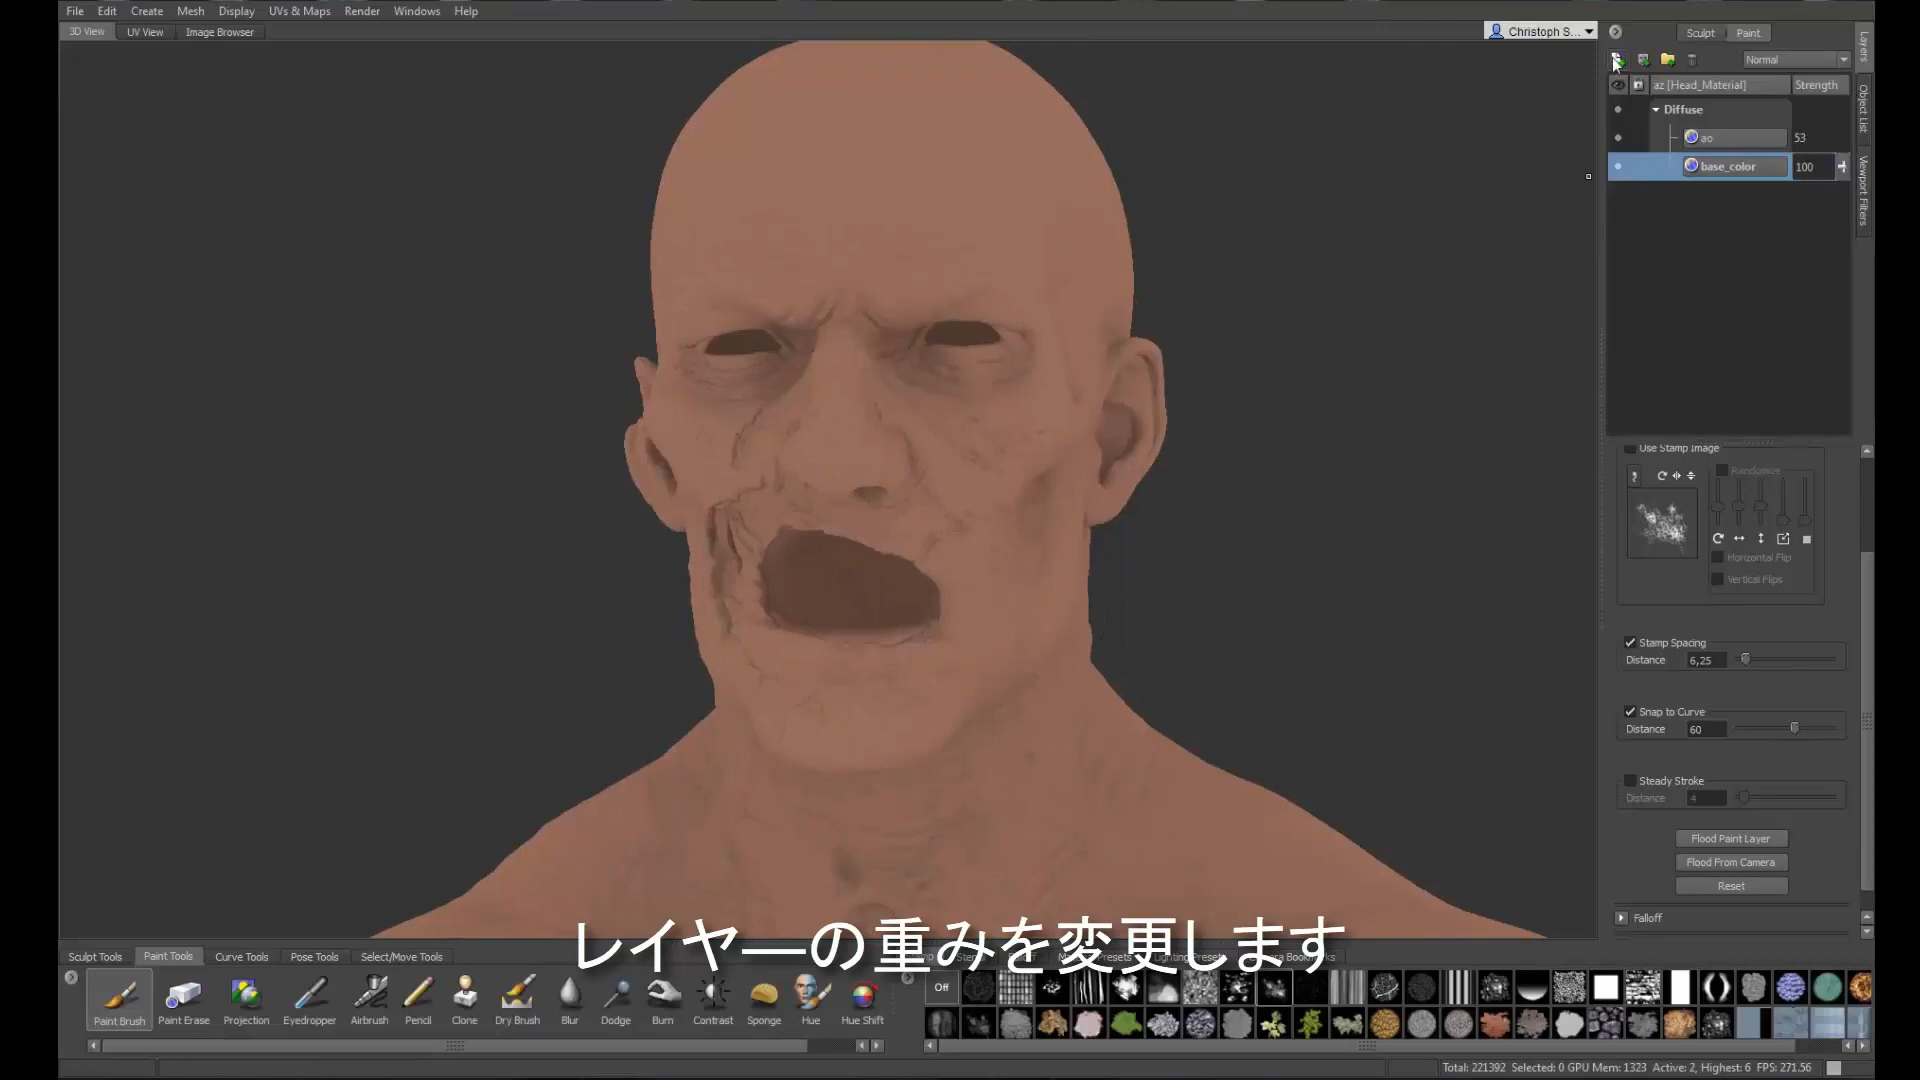 File Edit Create Mesh Display UVs & Maps Render Windows Help
3D View UV View Image Browser
Christoph S...
Sculpt Paint
Normal
az [Head_Material] Strength
Diffuse
ao 53
base_color 100
Layers
Object List
Viewport Filters
Use Stamp Image
Randomize
Horizontal Flip
Vertical Flips
Stamp Spacing
Distance 6,25
Snap to Curve
Distance 60
Steady Stroke
Distance 4
Flood Paint Layer
Flood From Camera
Reset
Falloff
レイヤーの重みを変更します
Sculpt Tools Paint Tools Curve Tools Pose Tools Select/Move Tools
Paint Brush Paint Erase Projection Eyedropper Airbrush Pencil Clone Dry Brush Blur Dodge Burn Contrast Sponge Hue Hue Shift
Off
Total: 221392 Selected: 0 GPU Mem: 1323 Active: 2, Highest: 6 FPS: 271.56